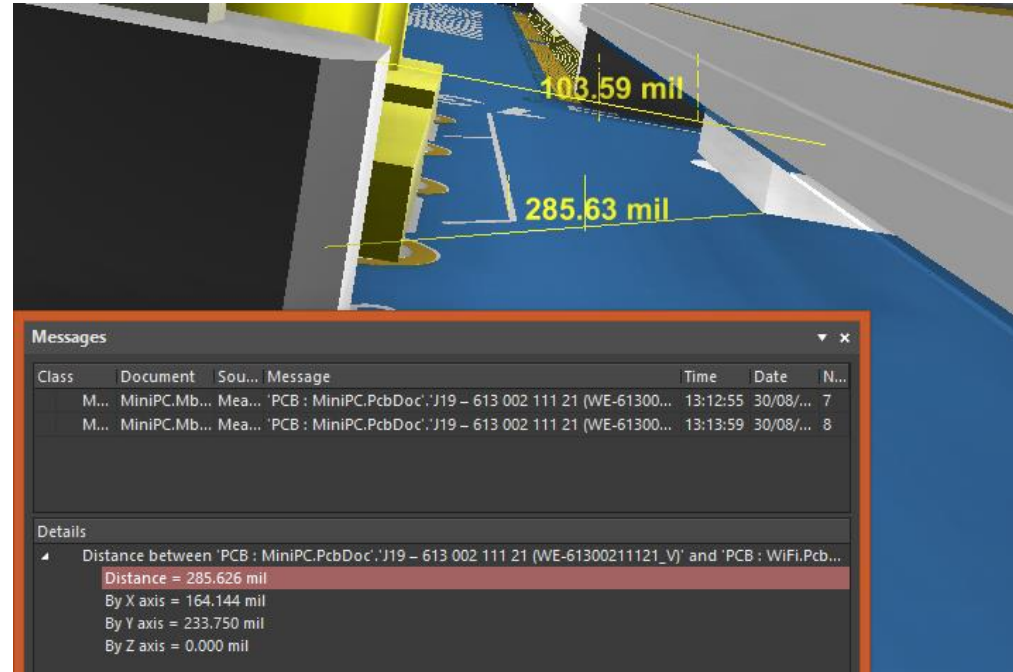 103.59 mil
285.63 mil
Messages
Class Document Sou... Message Time Date N...
M... MiniPC.Mb... Mea... 'PCB : MiniPC.PcbDoc'.'J19 – 613 002 111 21 (WE-61300... 13:12:55 30/08/... 7
M... MiniPC.Mb... Mea... 'PCB : MiniPC.PcbDoc'.'J19 – 613 002 111 21 (WE-61300... 13:13:59 30/08/... 8
Details
Distance between 'PCB : MiniPC.PcbDoc'.'J19 – 613 002 111 21 (WE-61300211121_V)' and 'PCB : WiFi.Pcb...
Distance = 285.626 mil
By X axis = 164.144 mil
By Y axis = 233.750 mil
By Z axis = 0.000 mil